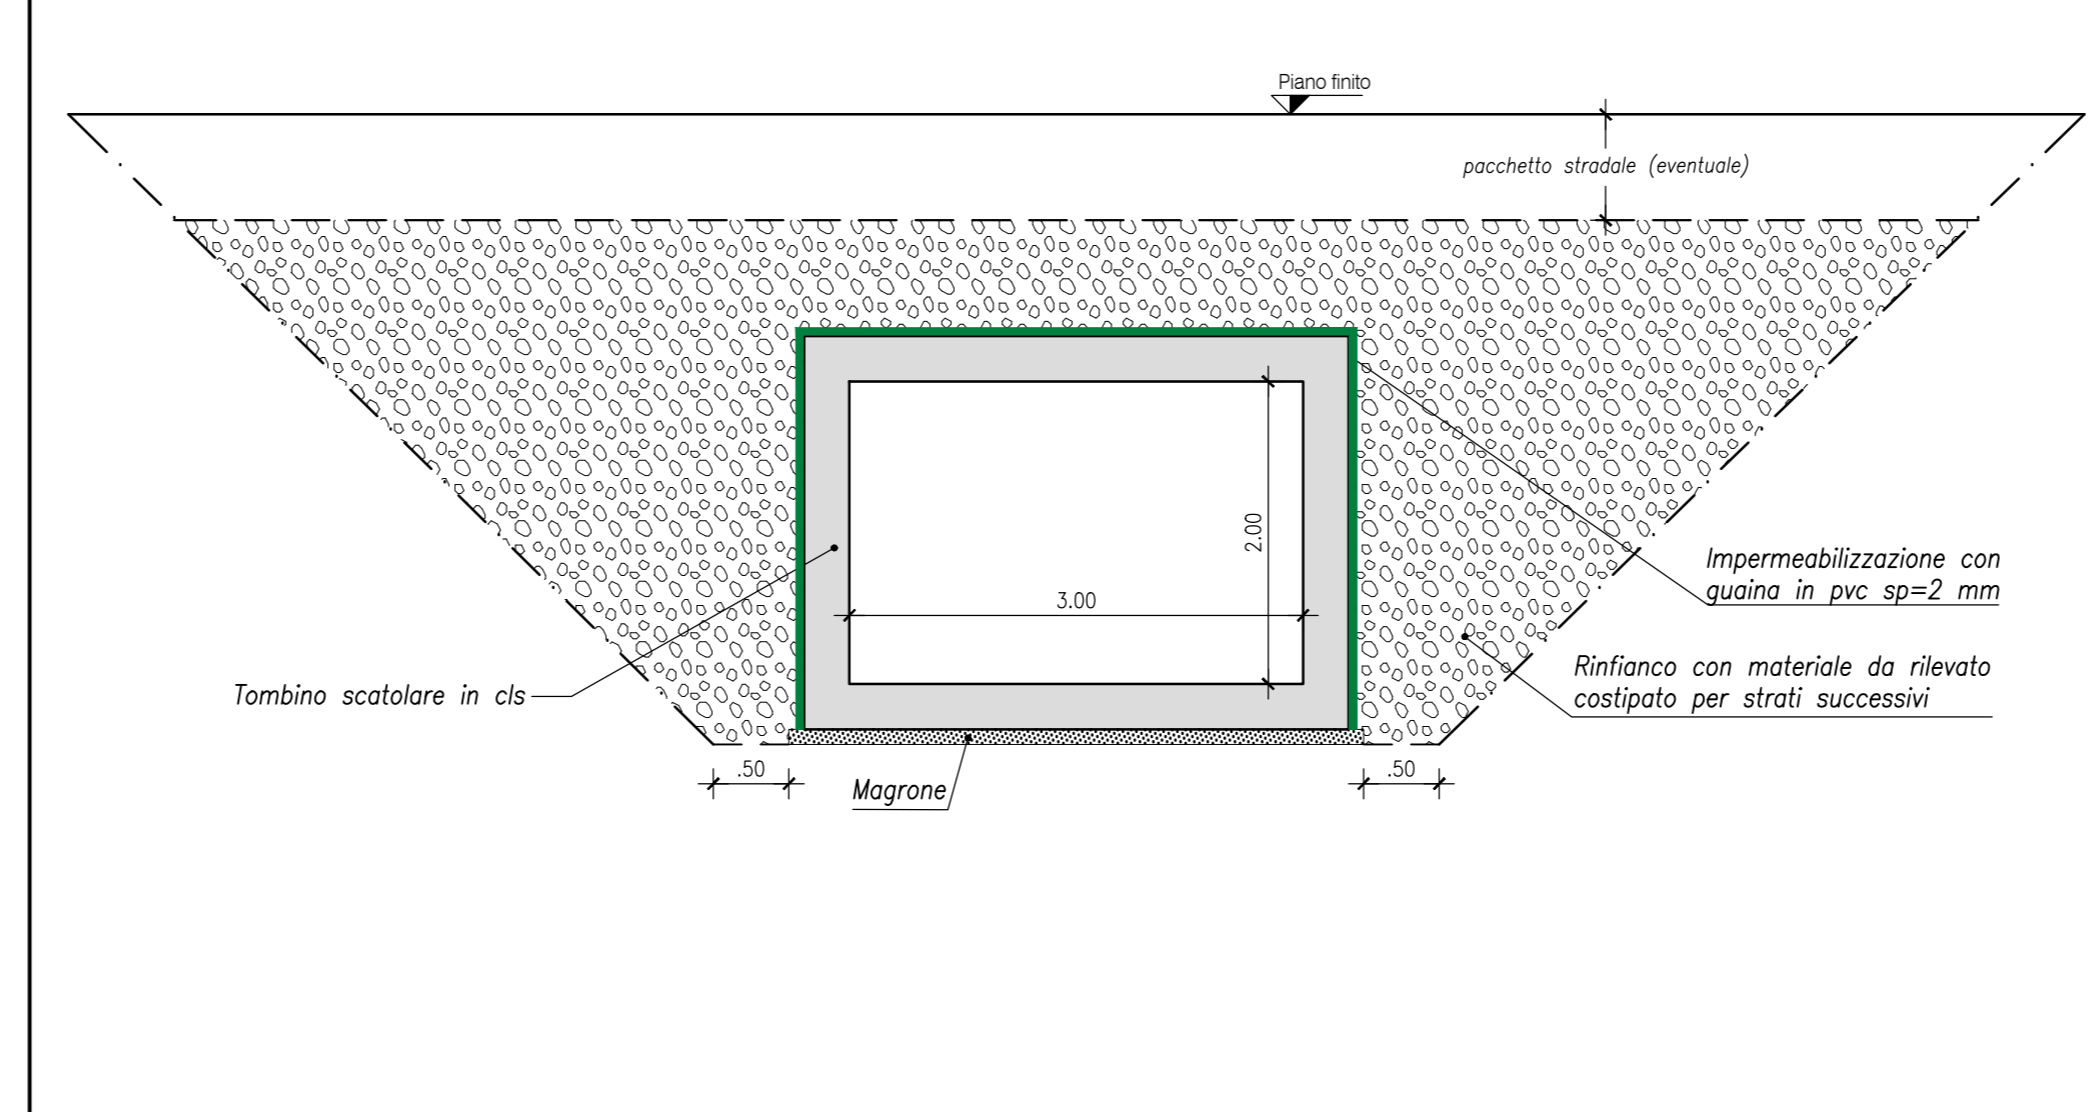 Piano finito
pacchetto stradale (eventuale)
2.00
3.00
Impermeabilizzazione con
guaina in pvc sp=2 mm
Rinfianco con materiale da rilevato
costipato per strati successivi
Tombino scatolare in cls
.50
Magrone
.50